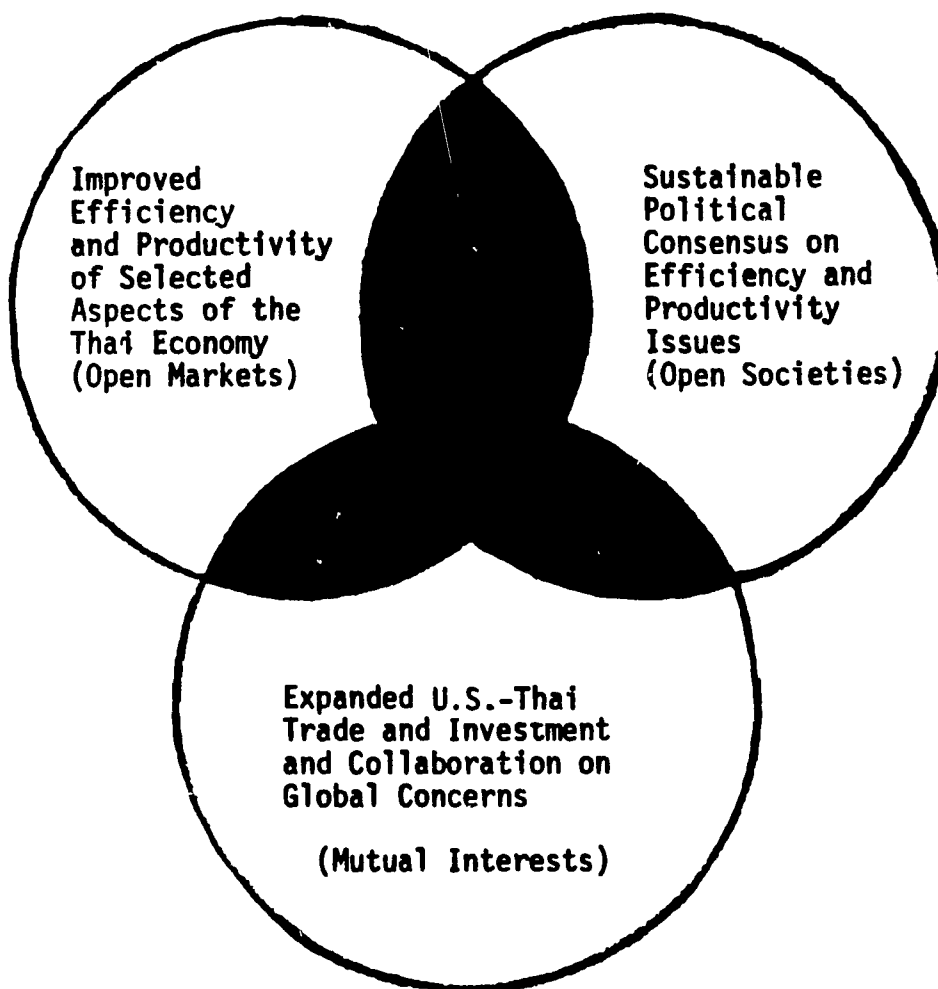 Improved
Efficiency
and Productivity
of Selected
Aspects of the
Thai Economy
(Open Markets)
Sustainable
Political
Consensus on
Efficiency and
Productivity
Issues
(Open Societies)
Expanded U.S.-Thai
Trade and Investment
and Collaboration on
Global Concerns
(Mutual Interests)